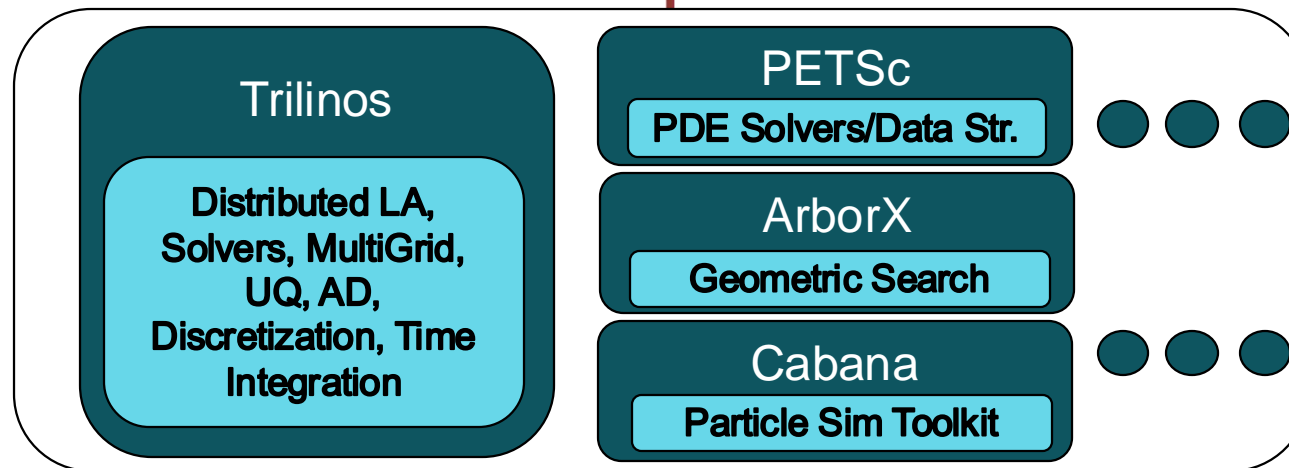 Trilinos
Distributed LA,
Solvers, MultiGrid,
UQ, AD,
Discretization, Time
Integration
PETSc
PDE Solvers/Data Str.
ArborX
Geometric Search
Cabana
Particle Sim Toolkit